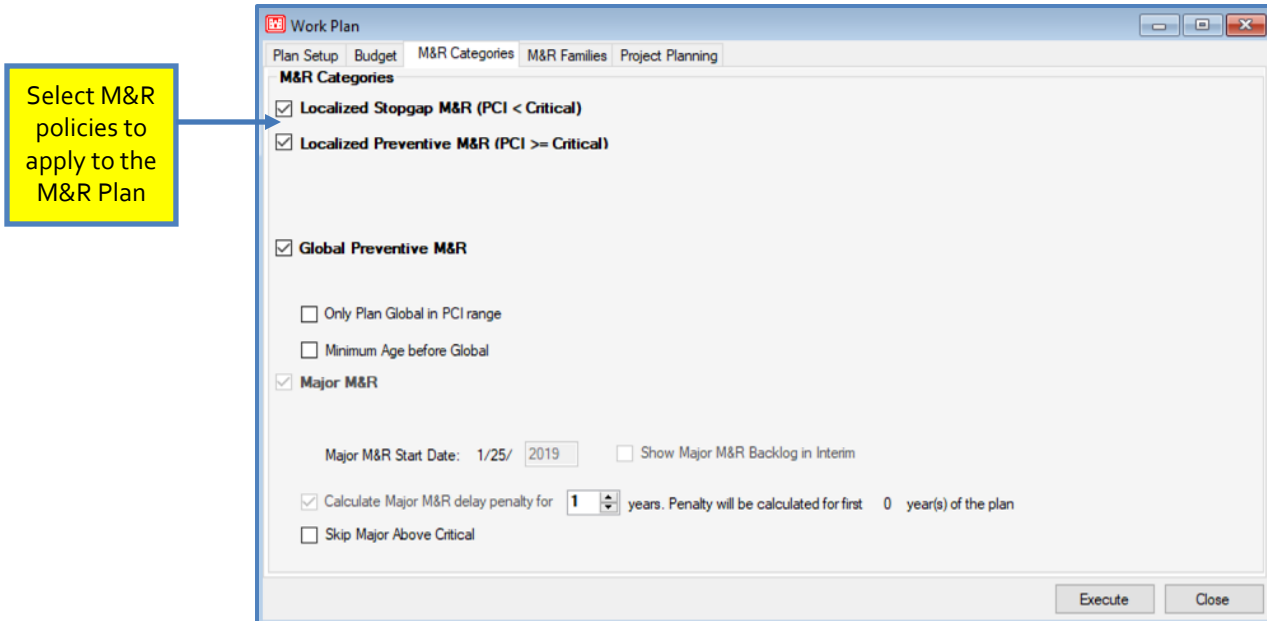 Work Plan
Plan Setup Budget M&R Categories M&R Families Project Planning
M&R Categories
Select M&R
policies to
apply to the
M&R Plan
Localized Stopgap M&R (PCI < Critical)
Localized Preventive M&R (PCI >= Critical)
Global Preventive M&R
Only Plan Global in PCI range
Minimum Age before Global
Major M&R
Major M&R Start Date: 1/25/ 2019 Show Major M&R Backlog in Interim
Calculate Major M&R delay penalty for 1 years. Penalty will be calculated for first 0 year(s) of the plan
Skip Major Above Critical
Execute Close